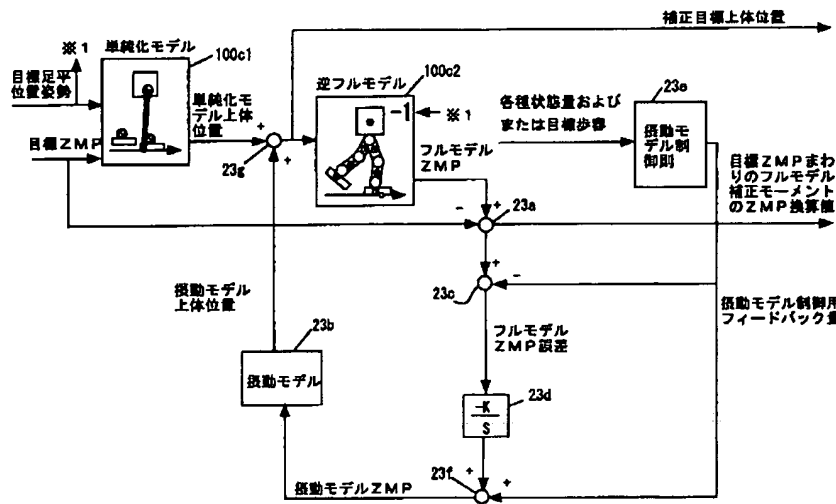 補正目標上体位置
※1
単純化モデル
100c1
目標足平
位置姿勢
目標ZMP
単純化モ
デル上体
位置
+
+
23g
逆フルモデル
100c2
-1
※1
フルモデル
ZMP
各種状態量および
または目標歩容
23e
摂動モ
デル制
御則
目標ZMPまわ
りのフルモデル
補正モーメント
のZMP換算値
-
+
23a
+
-
23c
摂動モデル
上体位置
23b
摂動モデル
フルモデル
ZMP誤差
摂動モデル制御用
フィードバック量
-K
S
23d
+
+
23f
摂動モデルZMP